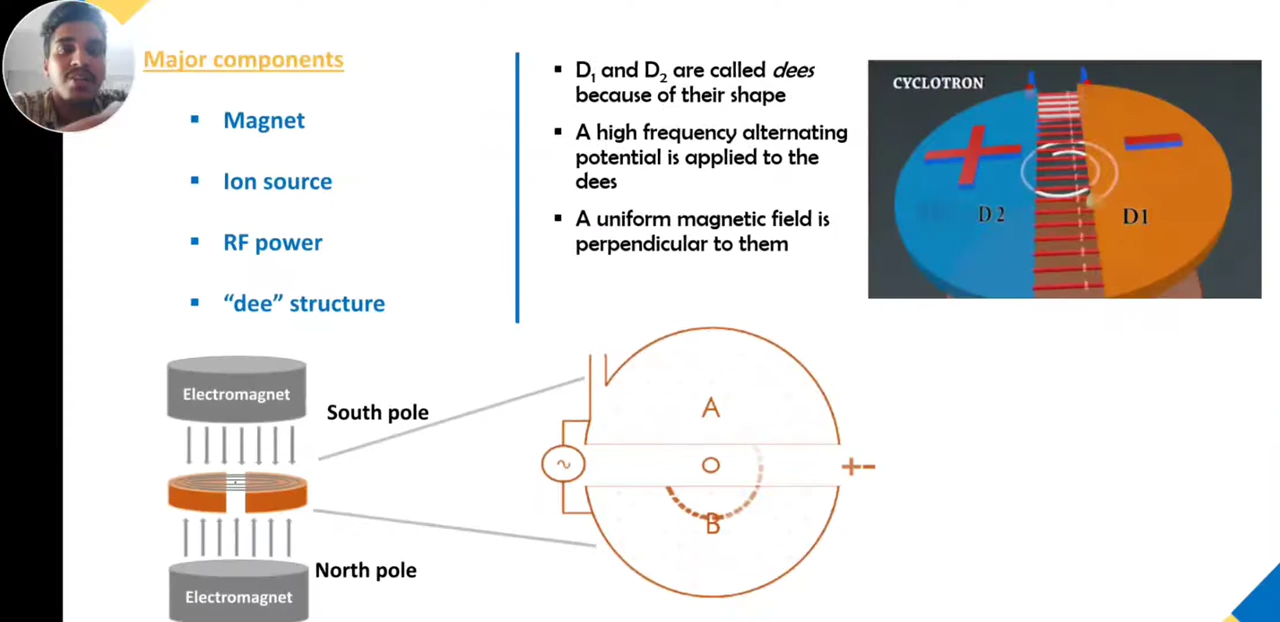 Major components
▪ Magnet
▪ Ion source
▪ RF power
▪ “dee” structure
▪ D₁ and D₂ are called dees
because of their shape
▪ A high frequency alternating
potential is applied to the
dees
▪ A uniform magnetic field is
perpendicular to them
CYCLOTRON
+
−
D2
D1
Electromagnet
South pole
North pole
Electromagnet
A
~
O
+-
B